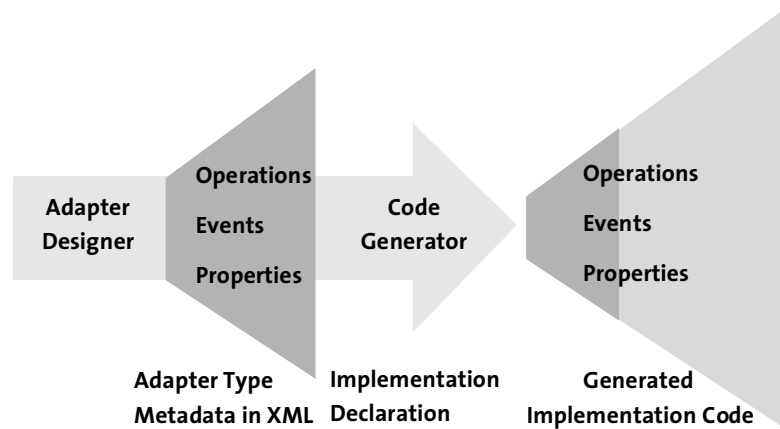 Adapter
Designer
Operations
Events
Properties
Code
Generator
Operations
Events
Properties
Adapter Type
Metadata in XML
Implementation
Declaration
Generated
Implementation Code